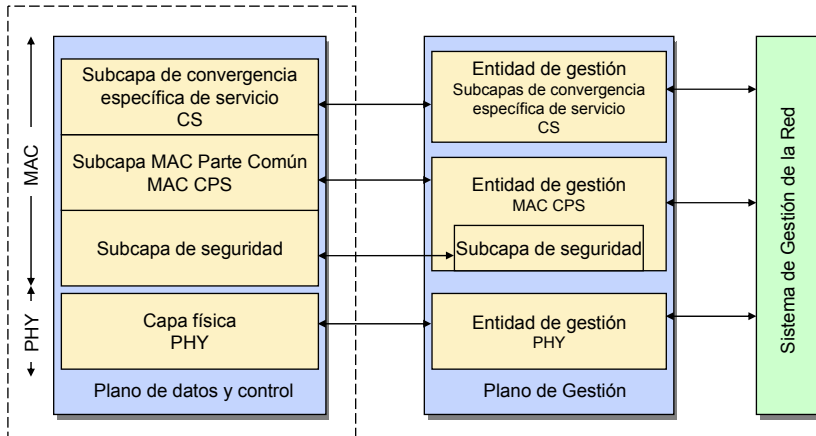 MAC
PHY
Subcapa de convergencia
específica de servicio
CS
Subcapa MAC Parte Común
MAC CPS
Subcapa de seguridad
Capa física
PHY
Plano de datos y control
Entidad de gestión
Subcapas de convergencia
específica de servicio
CS
Entidad de gestión
MAC CPS
Subcapa de seguridad
Entidad de gestión
PHY
Plano de Gestión
Sistema de Gestión de la Red